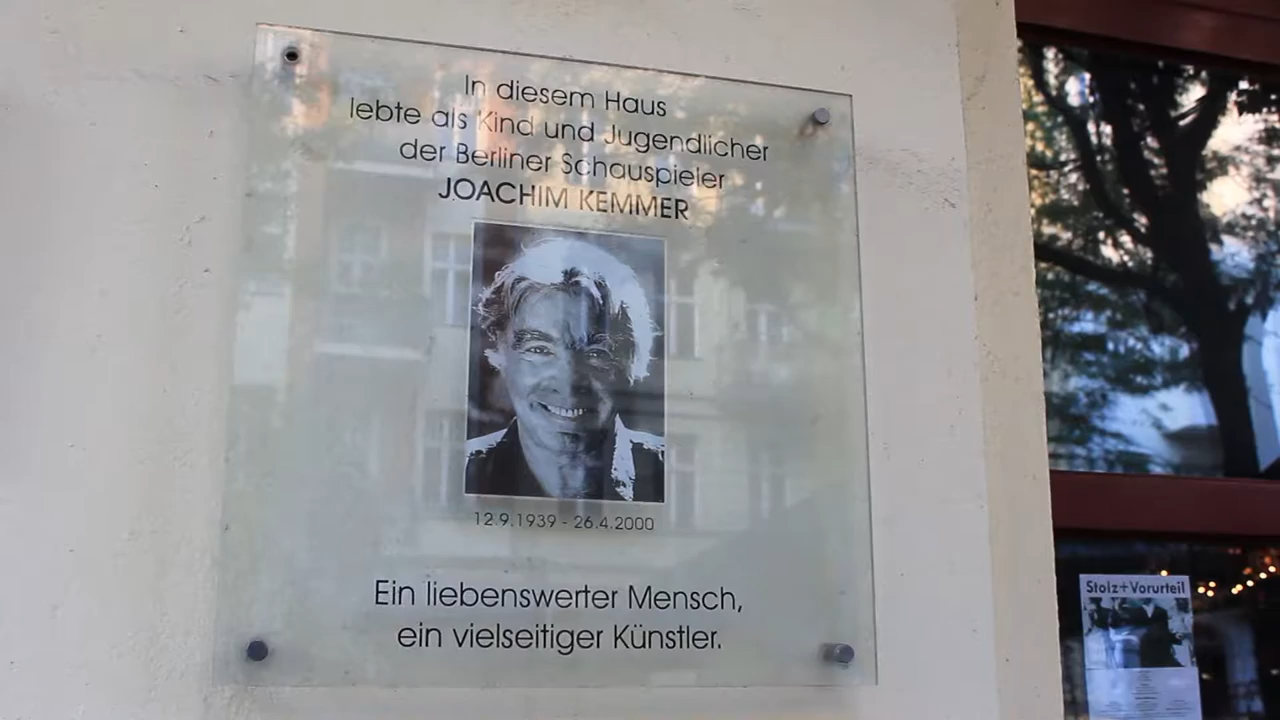 In diesem Haus
lebte als Kind und Jugendlicher
der Berliner Schauspieler
JOACHIM KEMMER
12.9.1939 - 26.4.2000
Ein liebenswerter Mensch,
ein vielseitiger Künstler.
Stolz+Vorurteil